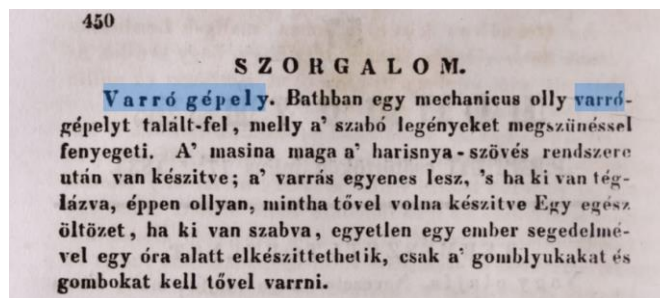 450
SZORGALOM.
Varró gépely. Bathban egy mechanicus olly varró-
gépelyt talált-fel, melly a' szabó legényeket megszünéssel
fenyegeti. A' masina maga a' harisnya-szövés rendszere
után van készitve; a' varrás egyenes lesz, 's ha ki van tég-
lázva, éppen ollyan, mintha tővel volna készitve Egy egész
öltözet, ha ki van szabva, egyetlen egy ember segedelmé-
vel egy óra alatt elkészittethetik, csak a' gomblyukakat és
gombokat kell tővel varrni.